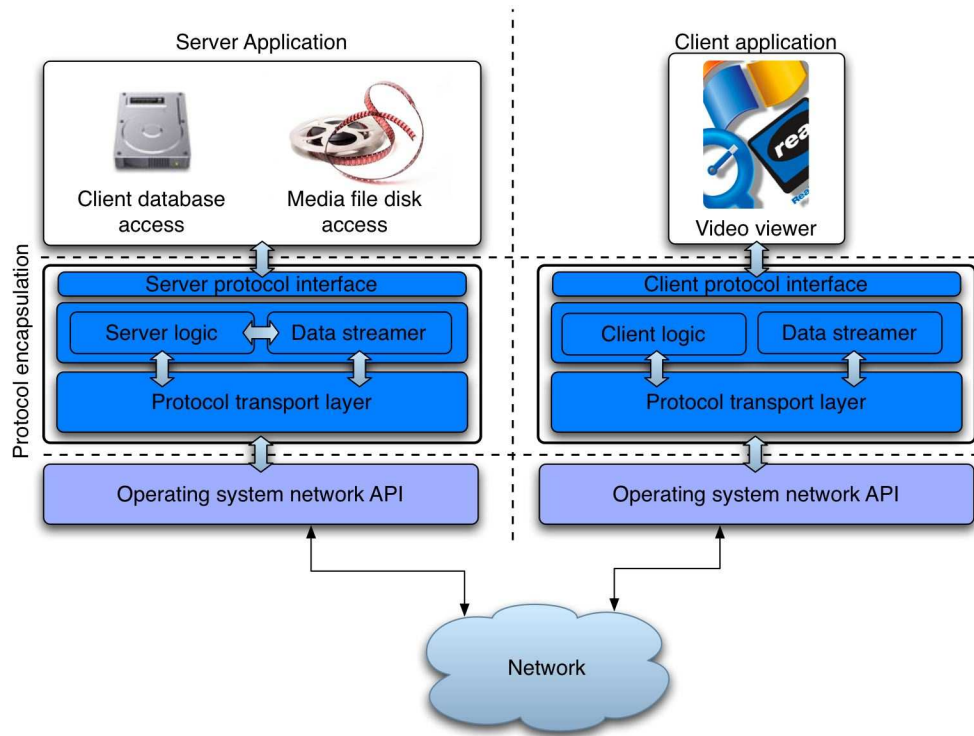 Server Application
Client application
Client database
access
Media file disk
access
Video viewer
real
Real
Protocol encapsulation
Server protocol interface
Client protocol interface
Server logic
Data streamer
Client logic
Data streamer
Protocol transport layer
Protocol transport layer
Operating system network API
Operating system network API
Network